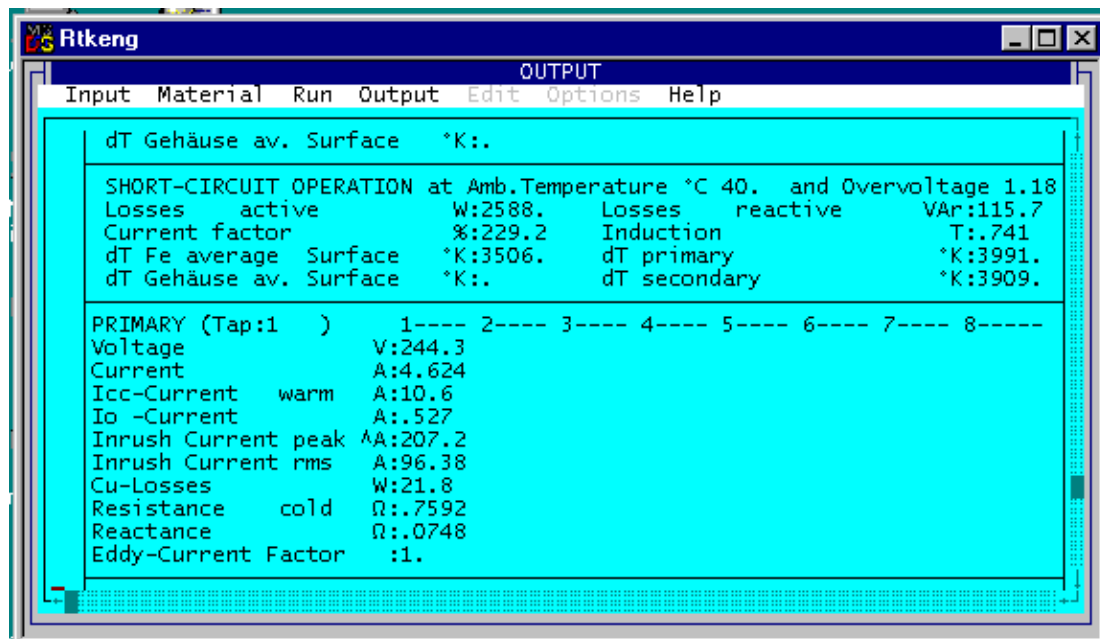 Rtkeng
OUTPUT
Input Material Run Output Edit Options Help
dT Gehäuse av. Surface °K:.
SHORT-CIRCUIT OPERATION at Amb.Temperature °C 40. and Overvoltage 1.18
Losses active W:2588. Losses reactive VAr:115.7
Current factor %:229.2 Induction T:.741
dT Fe average Surface °K:3506. dT primary °K:3991.
dT Gehäuse av. Surface °K:. dT secondary °K:3909.
PRIMARY (Tap:1 ) 1---- 2---- 3---- 4---- 5---- 6---- 7---- 8-----
Voltage V:244.3
Current A:4.624
Icc-Current warm A:10.6
Io -Current A:.527
Inrush Current peak ^A:207.2
Inrush Current rms A:96.38
Cu-Losses W:21.8
Resistance cold Ω:.7592
Reactance Ω:.0748
Eddy-Current Factor :1.